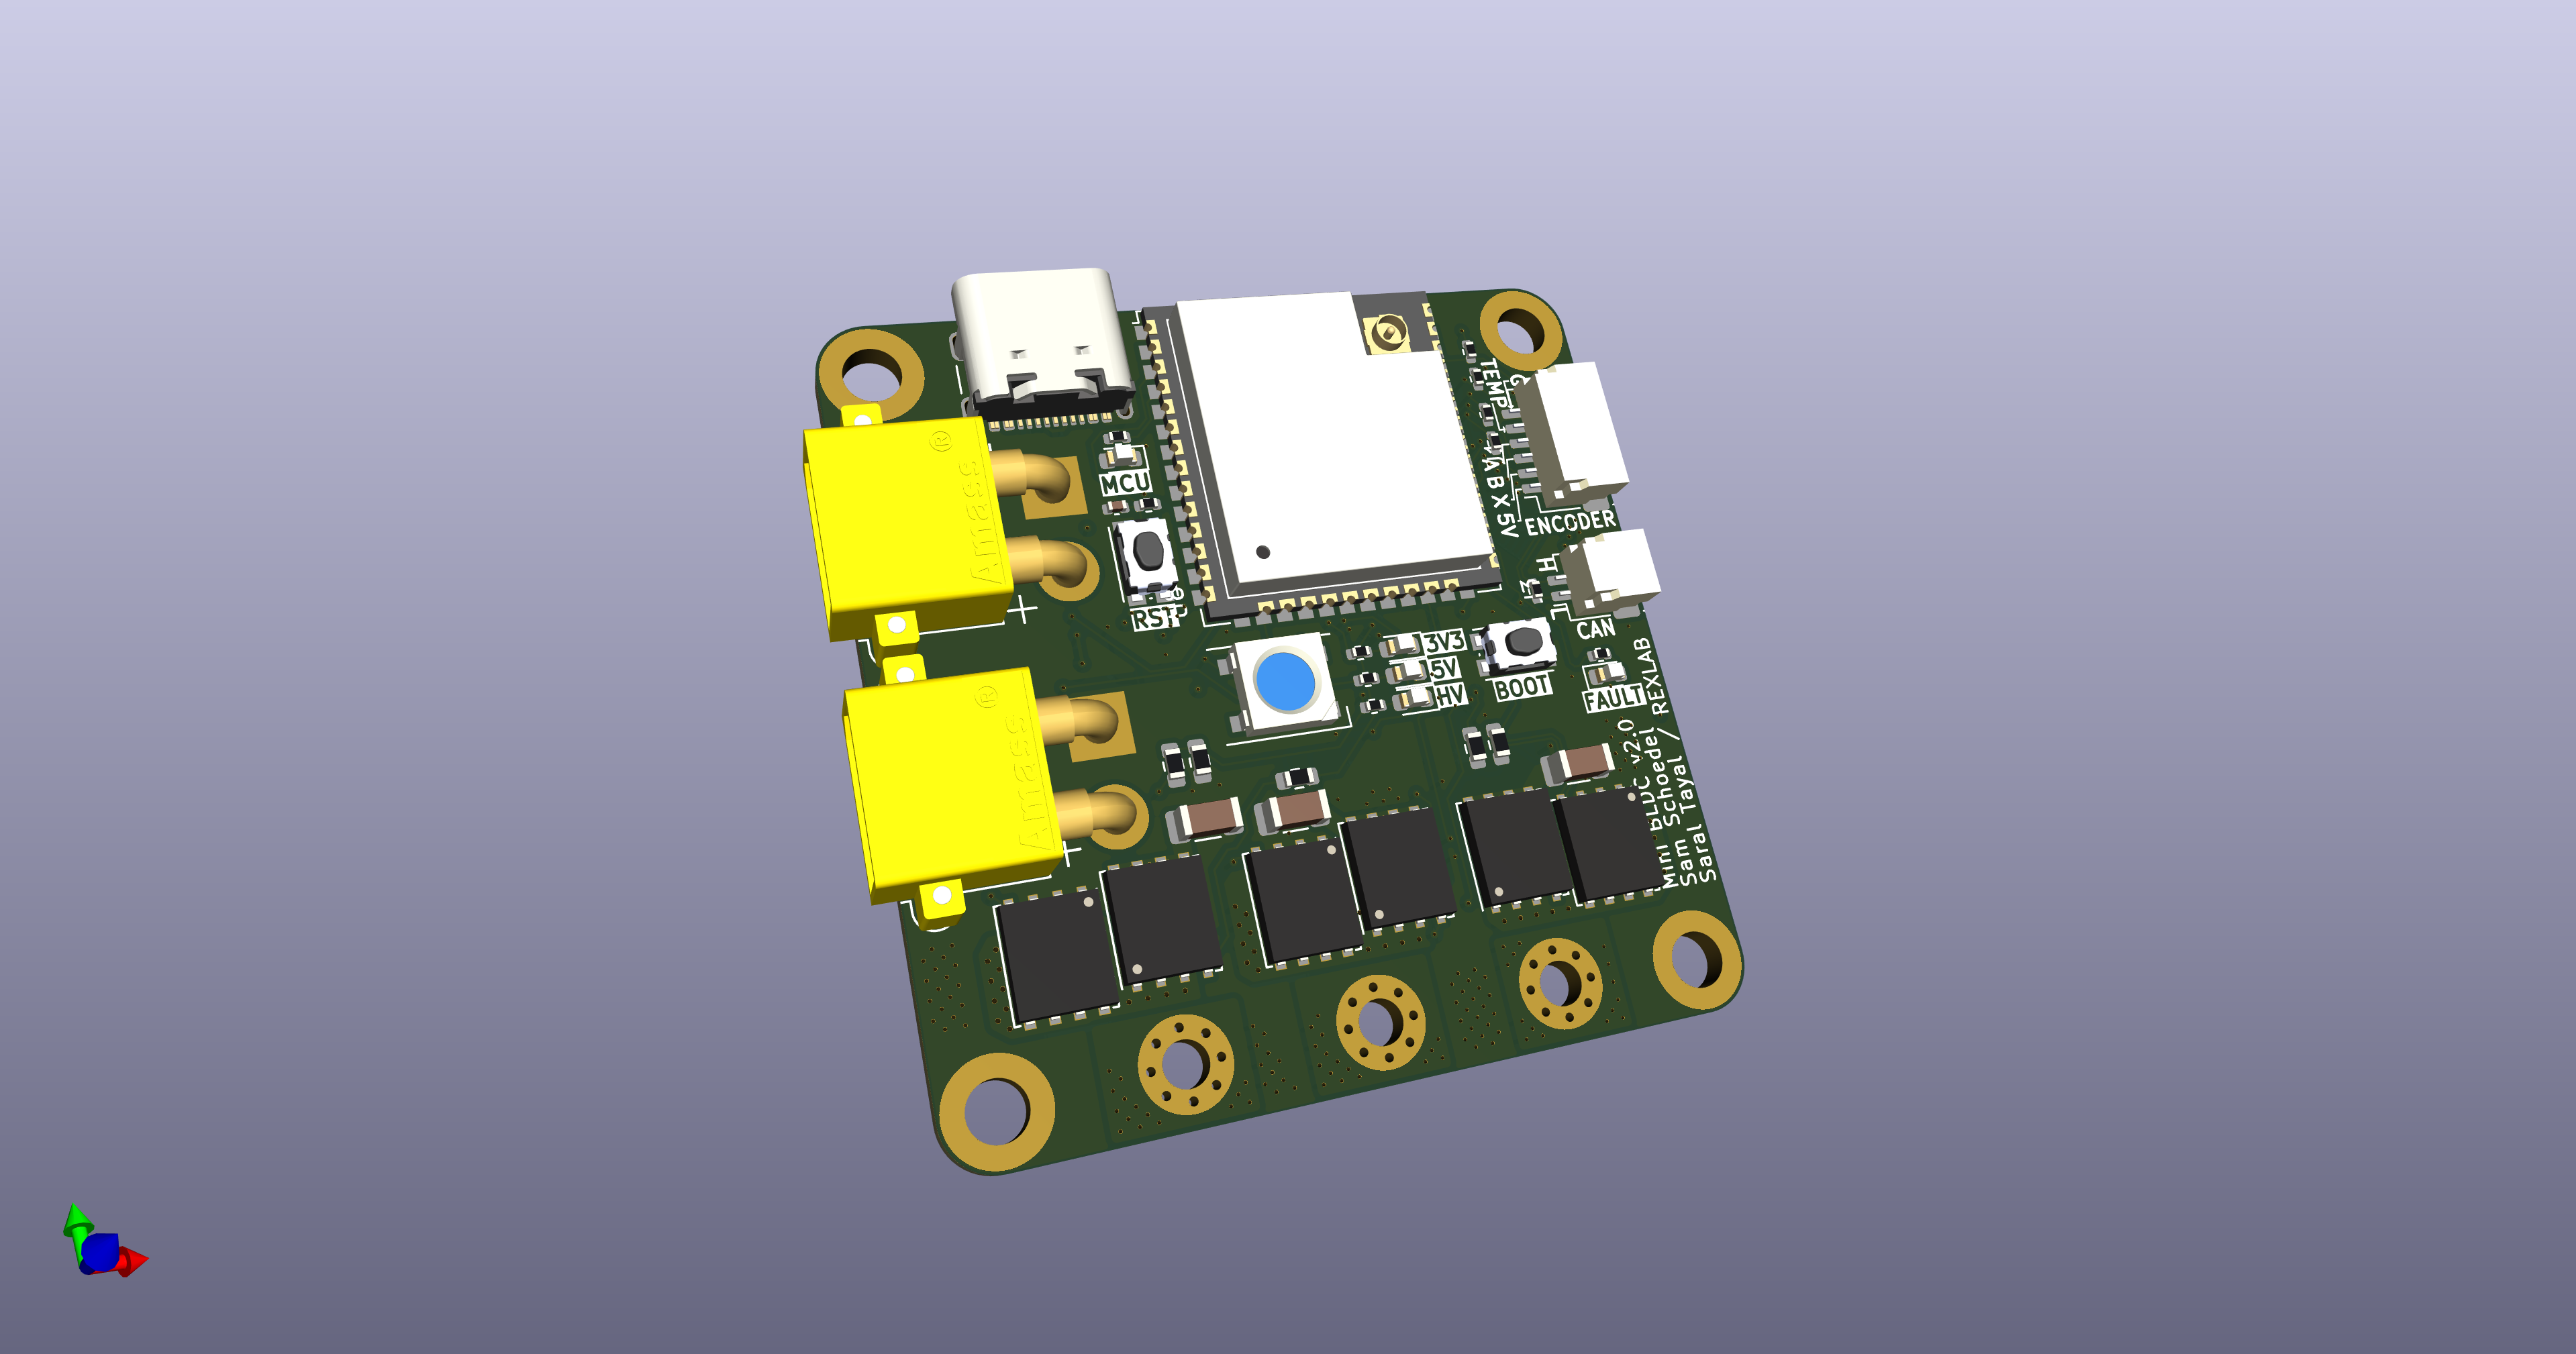 Amass ®
MCU
RST
Amass ®
TEMP
G
A B X 5V
ENCODER
H
L
CAN
3V3
5V
HV
BOOT
FAULT
Mini BLDC v2.0
Sam Schoedel /
Saral Tayal / REXLAB
+
+